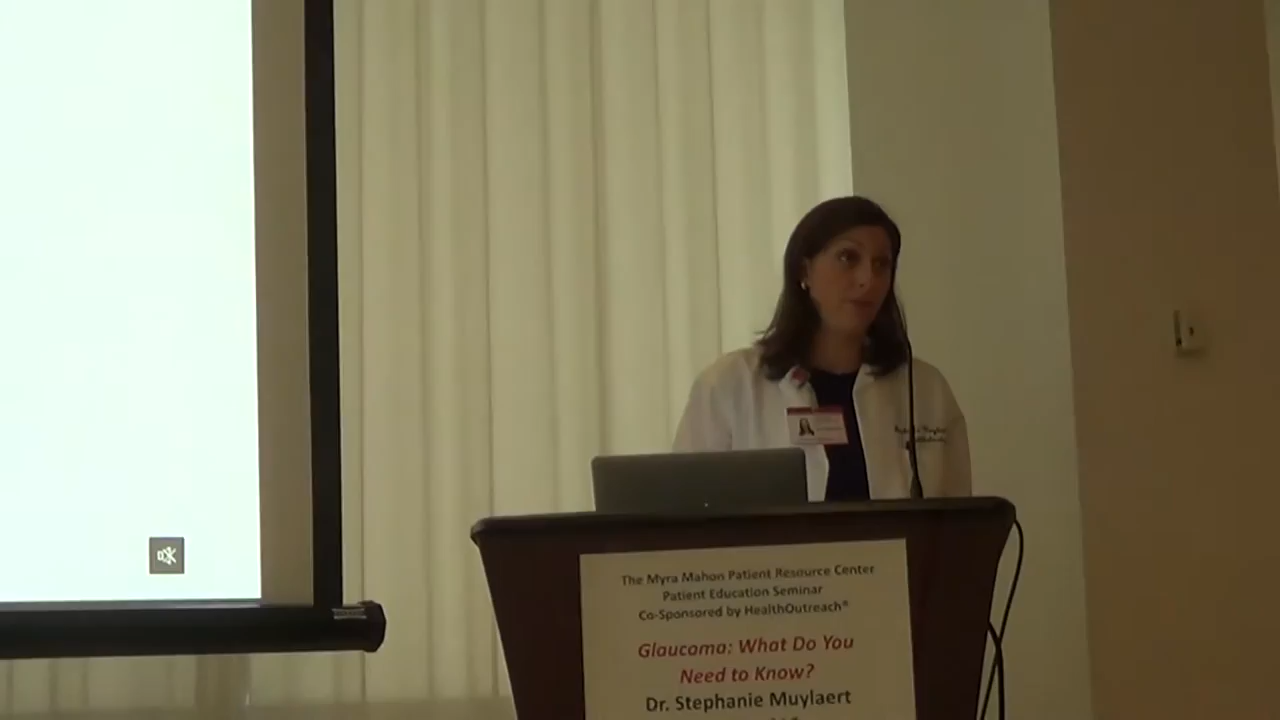 The Myra Mahon Patient Resource Center
Patient Education Seminar
Co-Sponsored by HealthOutreach®
Glaucoma: What Do You
Need to Know?
Dr. Stephanie Muylaert